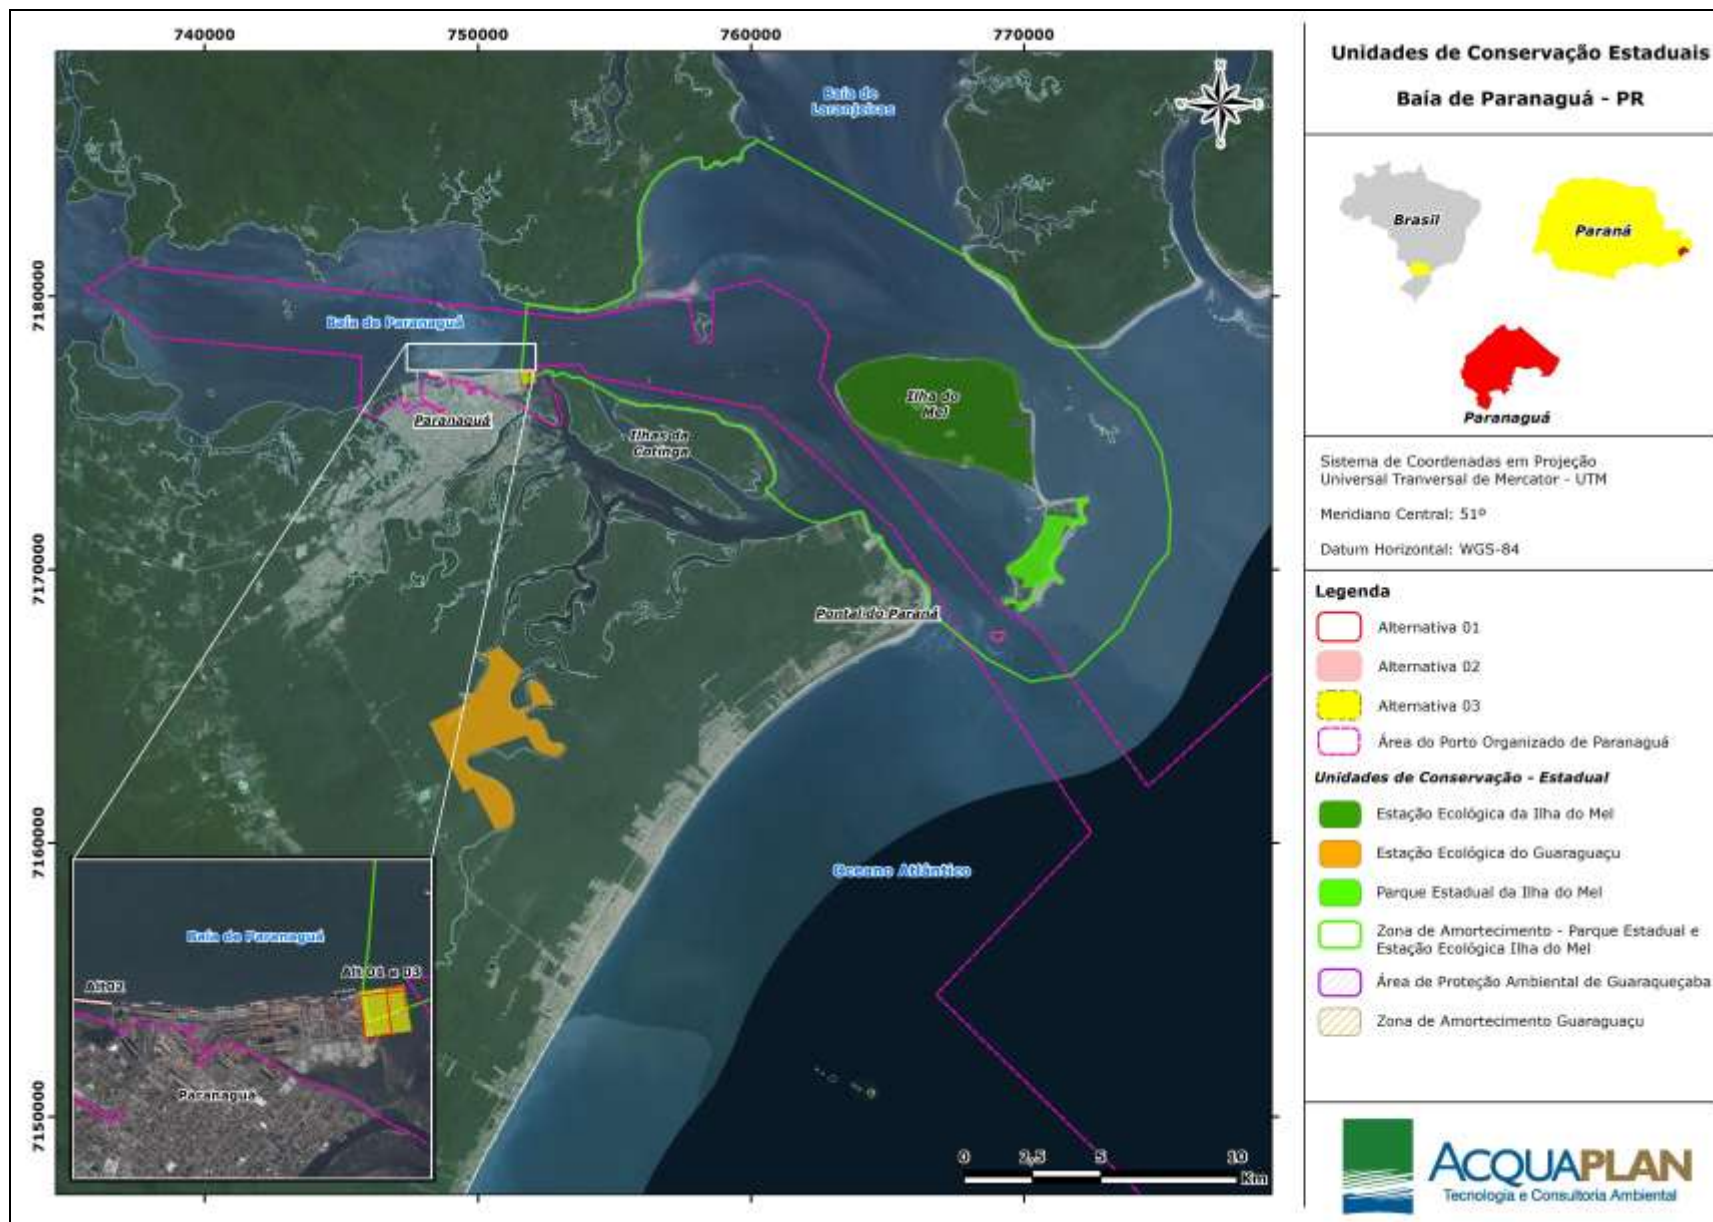 740000
750000
760000
770000
7180000
7170000
7160000
7150000
Baía de
Laranjeiras
N
Baía de Paranaguá
Paranaguá
Ilha do
Mel
Ilhas da
Cotinga
Pontal do Paraná
Oceano Atlântico
Baía de Paranaguá
Alt 01 e 03
Alt02
Paranaguá
0 2,5 5 10
Km
Unidades de Conservação Estaduais
Baía de Paranaguá - PR
Brasil
Paraná
Paranaguá
Sistema de Coordenadas em Projeção
Universal Tranversal de Mercator - UTM
Meridiano Central: 51º
Datum Horizontal: WGS-84
Legenda
Alternativa 01
Alternativa 02
Alternativa 03
Área do Porto Organizado de Paranaguá
Unidades de Conservação - Estadual
Estação Ecológica da Ilha do Mel
Estação Ecológica do Guaraguaçu
Parque Estadual da Ilha do Mel
Zona de Amortecimento - Parque Estadual e
Estação Ecológica Ilha do Mel
Área de Proteção Ambiental de Guaraqueçaba
Zona de Amortecimento Guaraguaçu
ACQUAPLAN
Tecnologia e Consultoria Ambiental